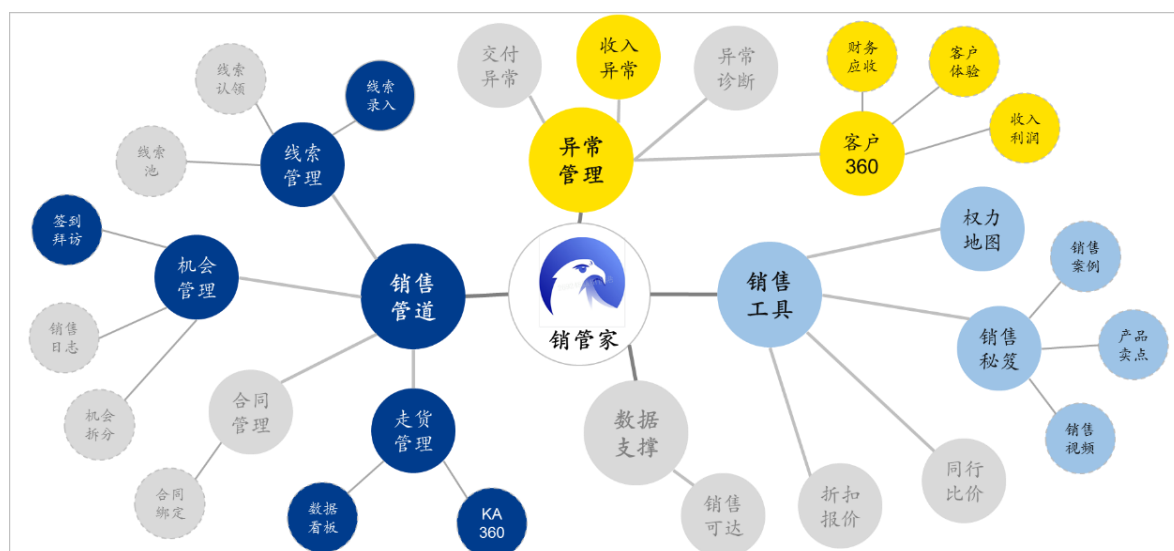 线索
认领
线索
录入
线索
池
线索
管理
签到
拜访
机会
管理
销售
日志
机会
拆分
销售
管道
合同
管理
合同
绑定
走货
管理
数据
看板
KA
360
交付
异常
收入
异常
异常
诊断
异常
管理
财务
应收
客户
体验
收入
利润
客户
360
销管家
销售
工具
权力
地图
销售
案例
销售
秘笈
产品
卖点
销售
视频
数据
支撑
销售
可达
折扣
报价
同行
比价